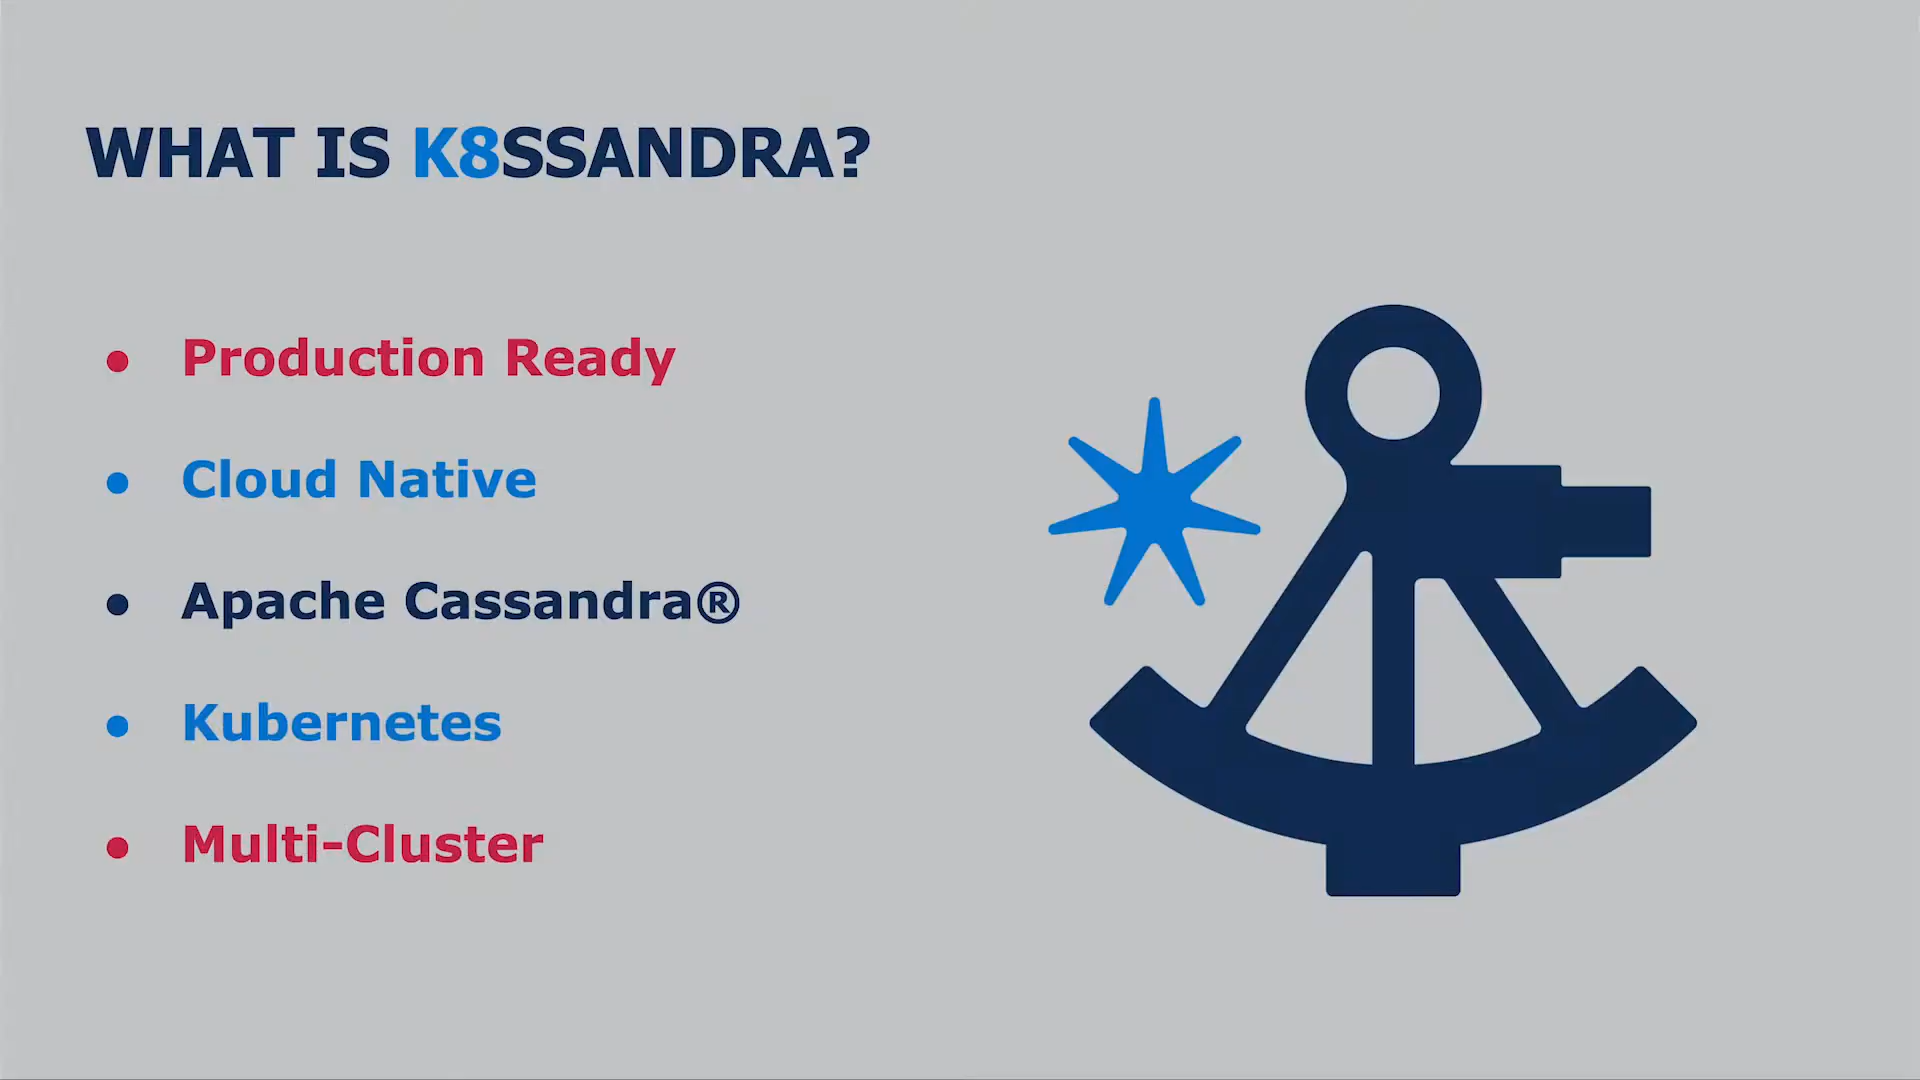 WHAT IS K8SSANDRA?
● Production Ready
● Cloud Native
● Apache Cassandra®
● Kubernetes
● Multi-Cluster